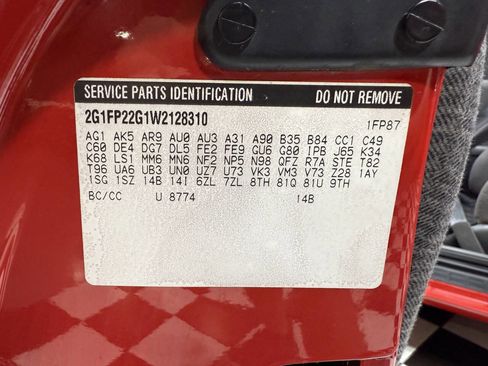 SERVICE PARTS IDENTIFICATION DO NOT REMOVE
2G1FP22G1W2128310 1FP87
AG1 AK5 AR9 AU0 AU3 A31 A90 B35 B84 CC1 C49
C60 DE4 DG7 DL5 FE2 FE9 GU6 G80 IPB J65 K34
K68 LS1 MM6 MN6 NF2 NP5 N98 QFZ R7A STE T82
T96 UA6 UB3 UN0 UZ7 U73 VK3 VM3 V73 Z28 1AY
1SG 1SZ 14B 14I 6ZL 7ZL 8TH 81Q 81U 9TH
BC/CC U 8774 14B